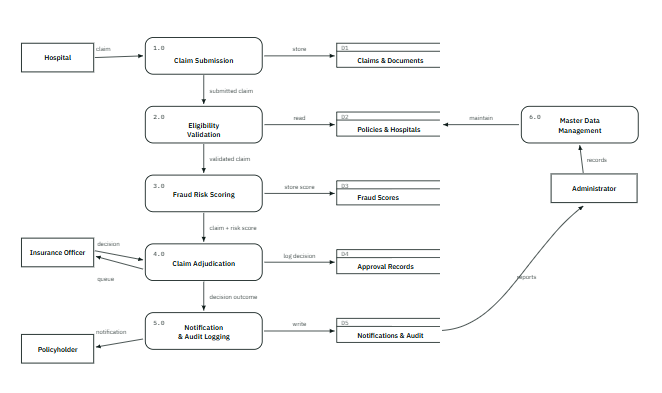 1.0
01
claim
store
Hospital
Claim Submission
Claims & Documents
submitted claim
2.0
02
6.0
read
maintain
Eligibility
Validation
Policies & Hospitals
Master Data
Management
validated claim
records
3.0
03
store score
Fraud Risk Scoring
Fraud Scores
Administrator
claim + risk score
decision
4.0
04
log decision
Insurance Officer
Claim Adjudication
Approval Records
queue
reports
decision outcome
5.0
05
write
notification
Notification
& Audit Logging
Notifications & Audit
Policyholder